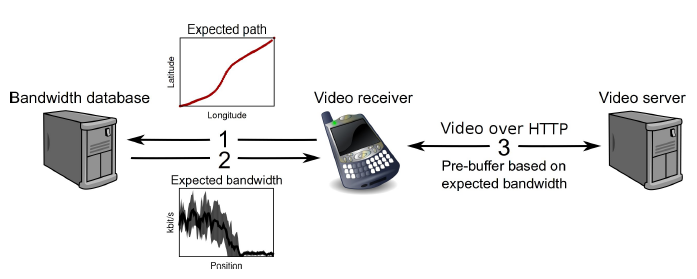 Expected path
Latitude
Longitude
Bandwidth database
Video receiver
Video server
1
2
Video over HTTP
3
Pre-buffer based on
expected bandwidth
Expected bandwidth
kbit/s
Position